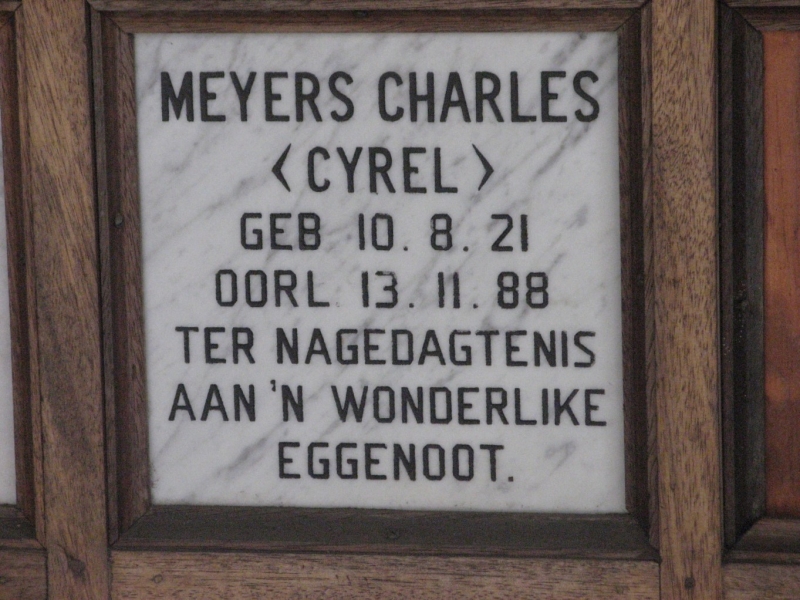 MEYERS CHARLES
<CYREL>
GEB 10. 8. 21
OORL 13. 11. 88
TER NAGEDAGTENIS
AAN 'N WONDERLIKE
EGGENOOT.